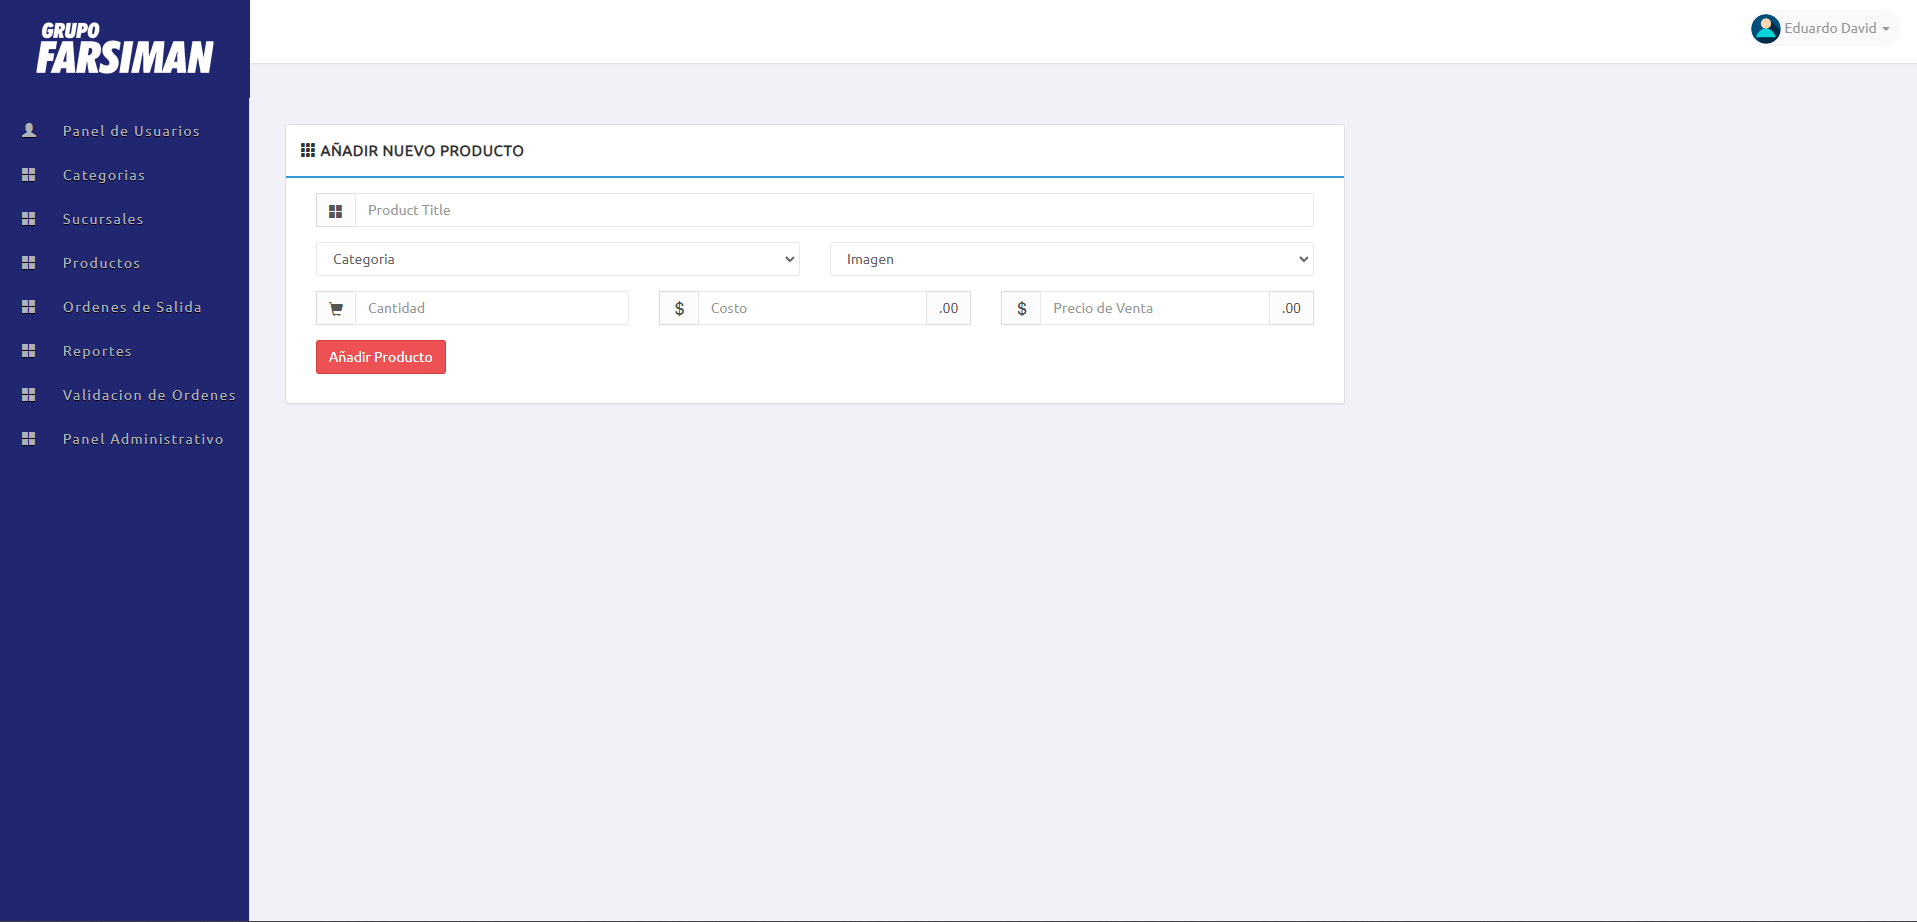 GRUPO
FARSIMAN
Eduardo David
Panel de Usuarios
Categorias
Sucursales
Productos
Ordenes de Salida
Reportes
Validacion de Ordenes
Panel Administrativo
AÑADIR NUEVO PRODUCTO
Product Title
Categoria
Imagen
Cantidad
$ Costo .00
$ Precio de Venta .00
Añadir Producto